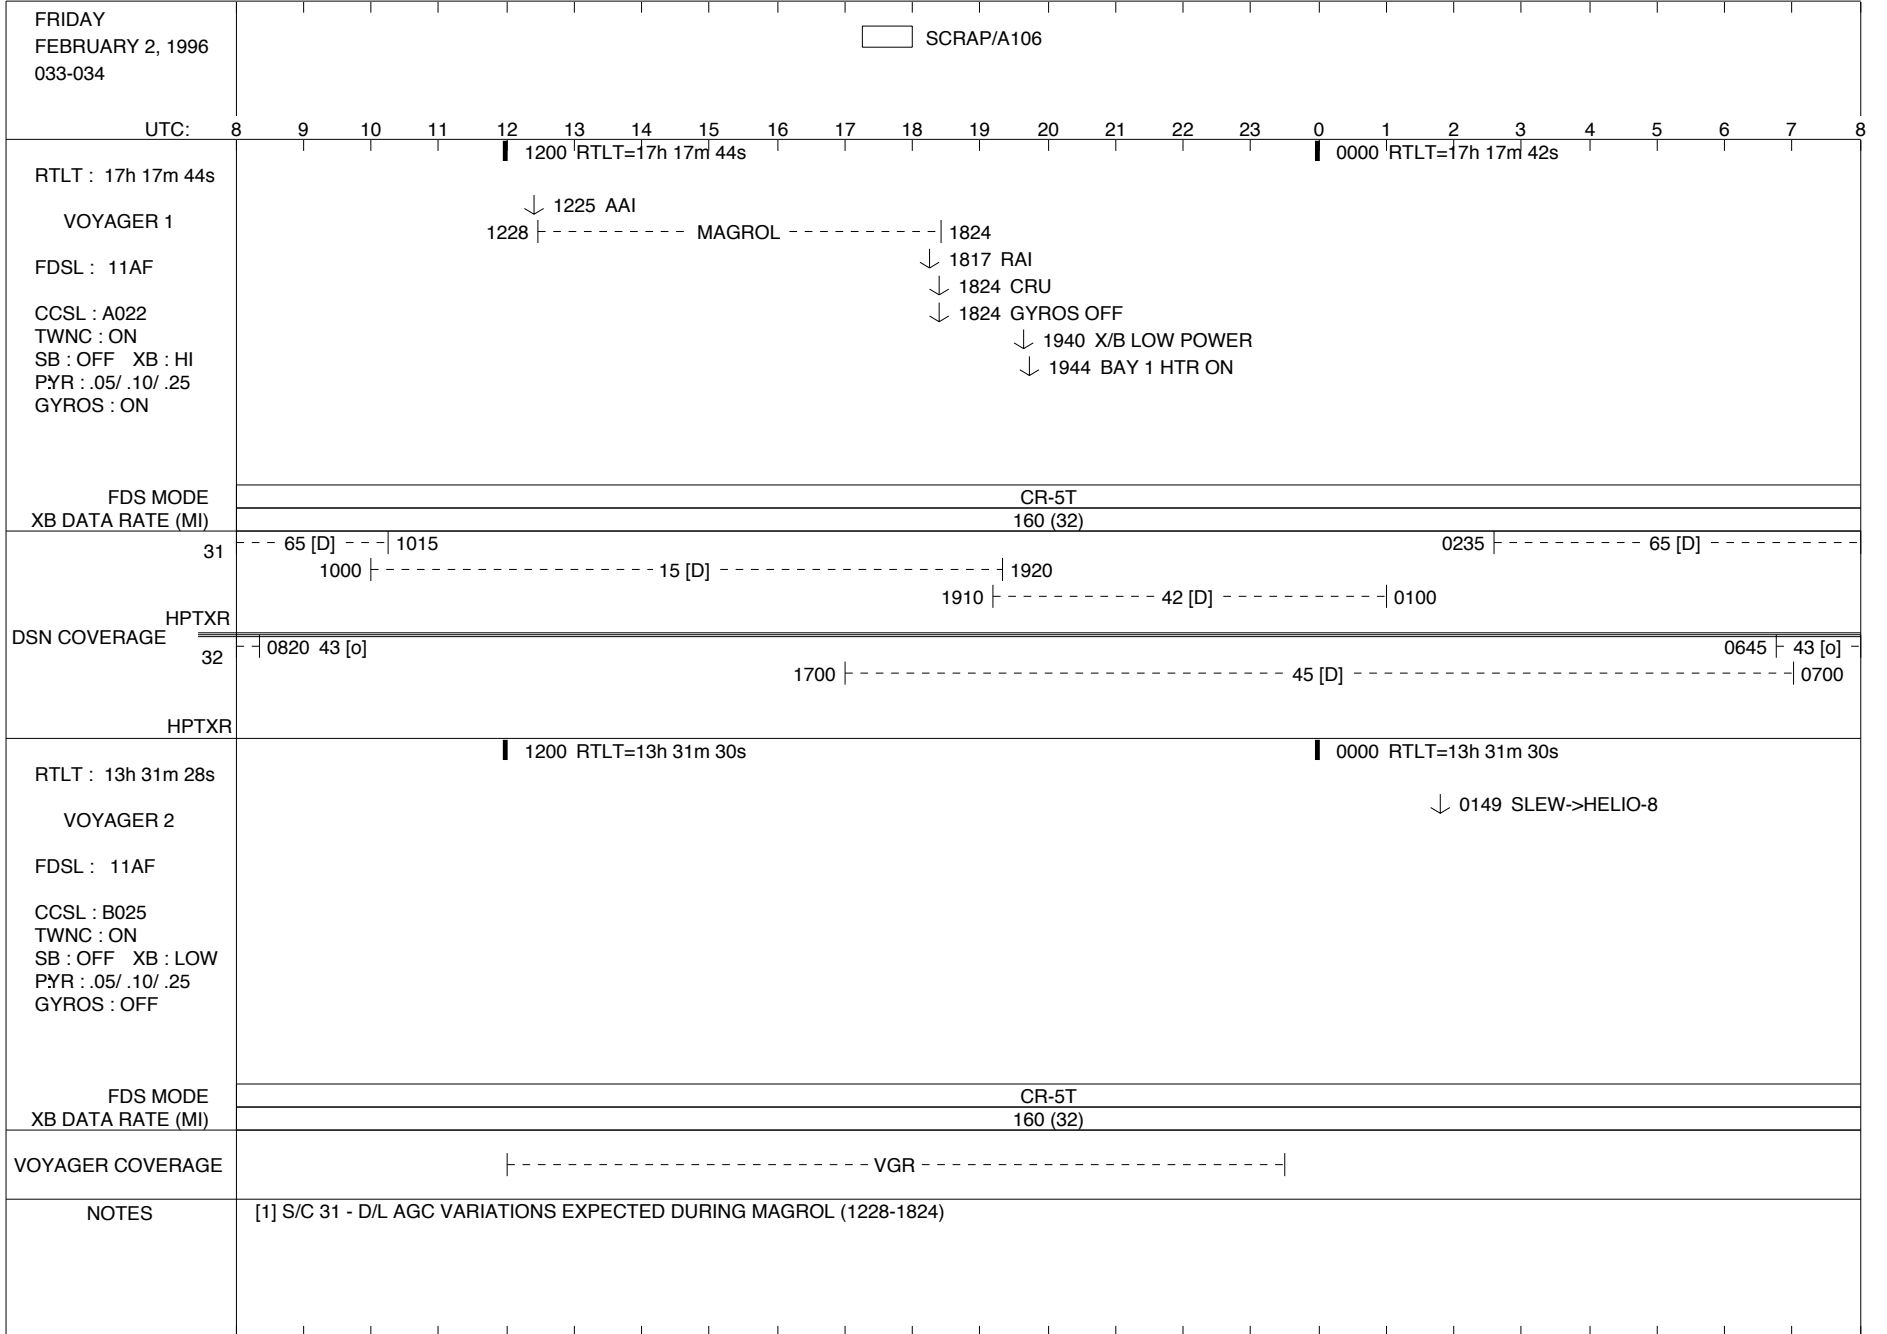 FRIDAY
FEBRUARY 2, 1996
033-034
SCRAP/A106
UTC: 8 9 10 11 12 13 14 15 16 17 18 19 20 21 22 23 0 1 2 3 4 5 6 7 8
1200 RTLT=17h 17m 44s 0000 RTLT=17h 17m 42s
RTLT : 17h 17m 44s
1225 AAI
VOYAGER 1
1228 MAGROL 1824
1817 RAI
FDSL : 11AF
1824 CRU
1824 GYROS OFF
CCSL : A022
TWNC : ON
1940 X/B LOW POWER
SB : OFF XB : HI
1944 BAY 1 HTR ON
PYR : .05/ .10/ .25
GYROS : ON
FDS MODE CR-5T
XB DATA RATE (MI) 160 (32)
31 65 [D] 1015 0235 65 [D]
1000 15 [D] 1920
1910 42 [D] 0100
HPTXR
DSN COVERAGE
32 0820 43 [o] 0645 43 [o]
1700 45 [D] 0700
HPTXR
1200 RTLT=13h 31m 30s 0000 RTLT=13h 31m 30s
RTLT : 13h 31m 28s
0149 SLEW->HELIO-8
VOYAGER 2
FDSL : 11AF
CCSL : B025
TWNC : ON
SB : OFF XB : LOW
PYR : .05/ .10/ .25
GYROS : OFF
FDS MODE CR-5T
XB DATA RATE (MI) 160 (32)
VOYAGER COVERAGE VGR
NOTES [1] S/C 31 - D/L AGC VARIATIONS EXPECTED DURING MAGROL (1228-1824)